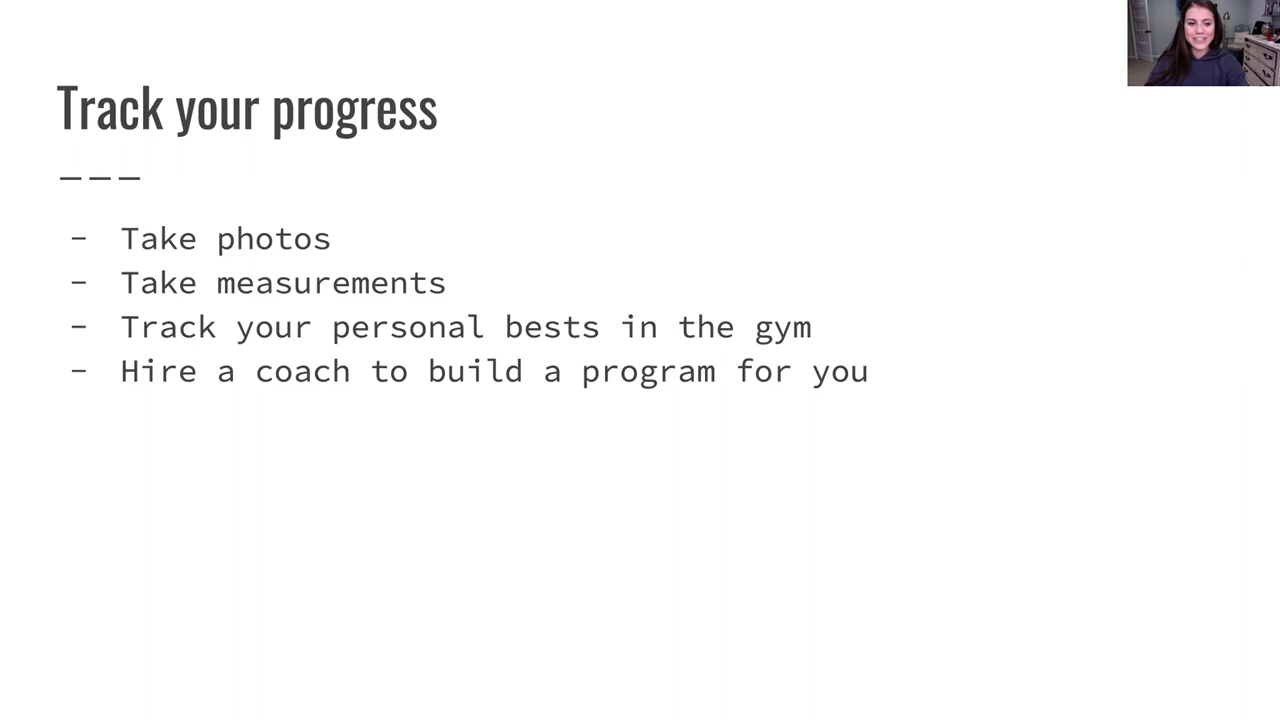 Track your progress
---
- Take photos
- Take measurements
- Track your personal bests in the gym
- Hire a coach to build a program for you